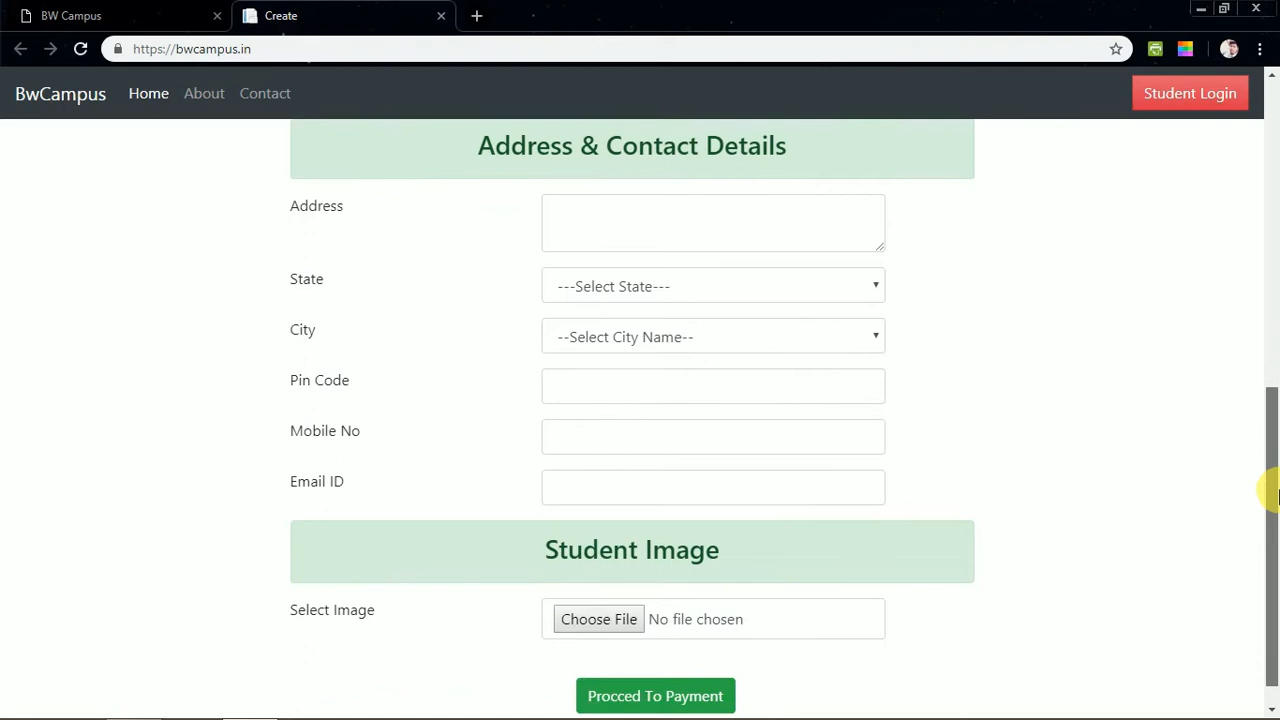 BW Campus
Create
https://bwcampus.in
BwCampus Home About Contact Student Login
Address & Contact Details
Address
State ---Select State---
City --Select City Name--
Pin Code
Mobile No
Email ID
Student Image
Select Image Choose File No file chosen
Procced To Payment